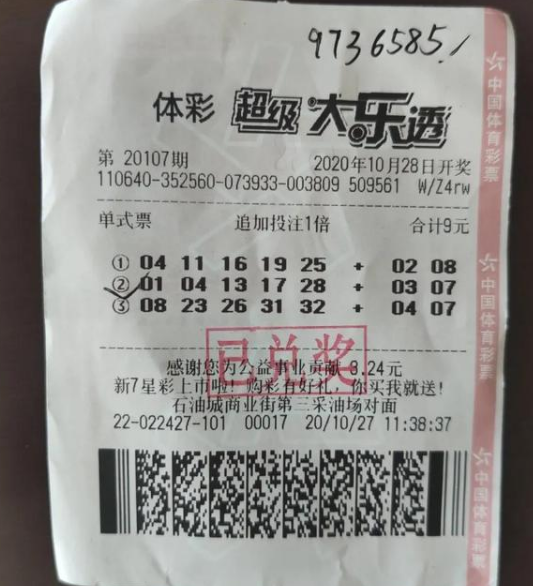 9736585
体彩 超级大乐透
第 20107期 2020年10月28日开奖
110640-352560-073933-003809 509561 W/Z4rw
单式票 追加投注1倍 合计9元
① 04 11 16 19 25 + 02 08
② 01 04 13 17 28 + 03 07
③ 08 23 26 31 32 + 04 07
已兑奖
感谢您为公益事业贡献 3.24元
新7星彩上市啦！购彩有好礼，你买我就送！
石油城商业街第三采油场对面
22-022427-101 00017 20/10/27 11:38:37
中国体育彩票
中国体育彩票
中国体育彩票